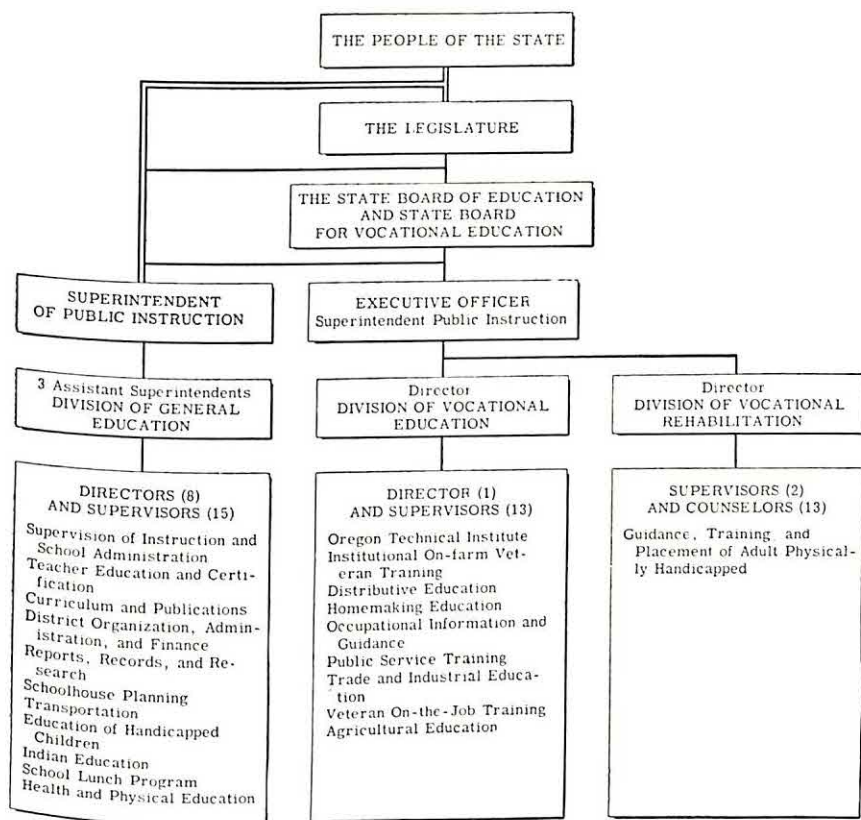 THE PEOPLE OF THE STATE
THE LEGISLATURE
THE STATE BOARD OF EDUCATION
AND STATE BOARD
FOR VOCATIONAL EDUCATION
SUPERINTENDENT
OF PUBLIC INSTRUCTION
EXECUTIVE OFFICER
Superintendent Public Instruction
3 Assistant Superintendents
DIVISION OF GENERAL
EDUCATION
Director
DIVISION OF VOCATIONAL
EDUCATION
Director
DIVISION OF VOCATIONAL
REHABILITATION
DIRECTORS (8)
AND SUPERVISORS (15)
Supervision of Instruction and
School Administration
Teacher Education and Certi-
fication
Curriculum and Publications
District Organization, Admin-
istration, and Finance
Reports, Records, and Re-
search
Schoolhouse Planning
Transportation
Education of Handicapped
Children
Indian Education
School Lunch Program
Health and Physical Education
DIRECTOR (1)
AND SUPERVISORS (13)
Oregon Technical Institute
Institutional On-farm Vet-
eran Training
Distributive Education
Homemaking Education
Occupational Information and
Guidance
Public Service Training
Trade and Industrial Educa-
tion
Veteran On-the-Job Training
Agricultural Education
SUPERVISORS (2)
AND COUNSELORS (13)
Guidance, Training and
Placement of Adult Physical-
ly Handicapped